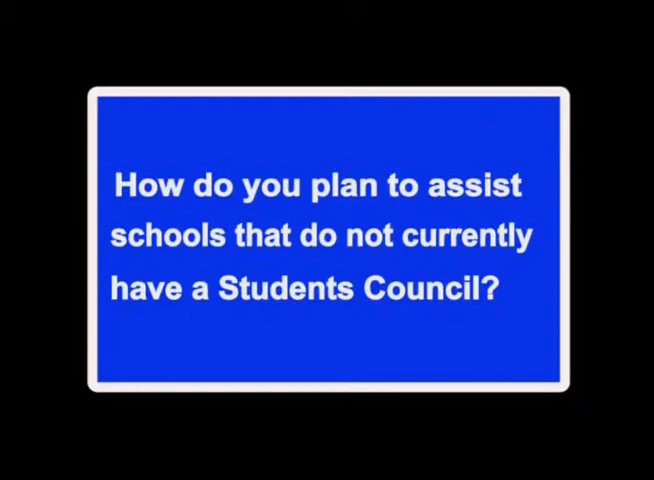 How do you plan to assist
schools that do not currently
have a Students Council?